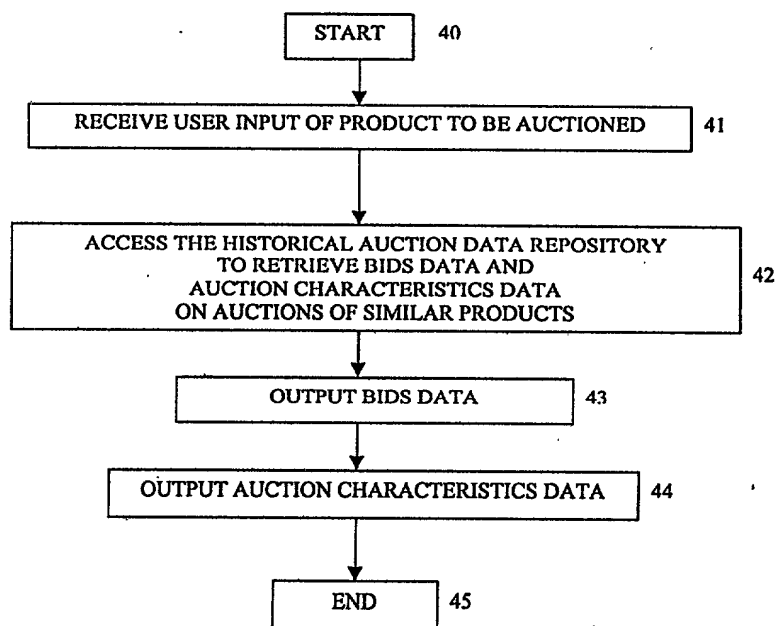 START 40
RECEIVE USER INPUT OF PRODUCT TO BE AUCTIONED 41
ACCESS THE HISTORICAL AUCTION DATA REPOSITORY
TO RETRIEVE BIDS DATA AND
AUCTION CHARACTERISTICS DATA 42
ON AUCTIONS OF SIMILAR PRODUCTS
OUTPUT BIDS DATA 43
OUTPUT AUCTION CHARACTERISTICS DATA 44
END 45